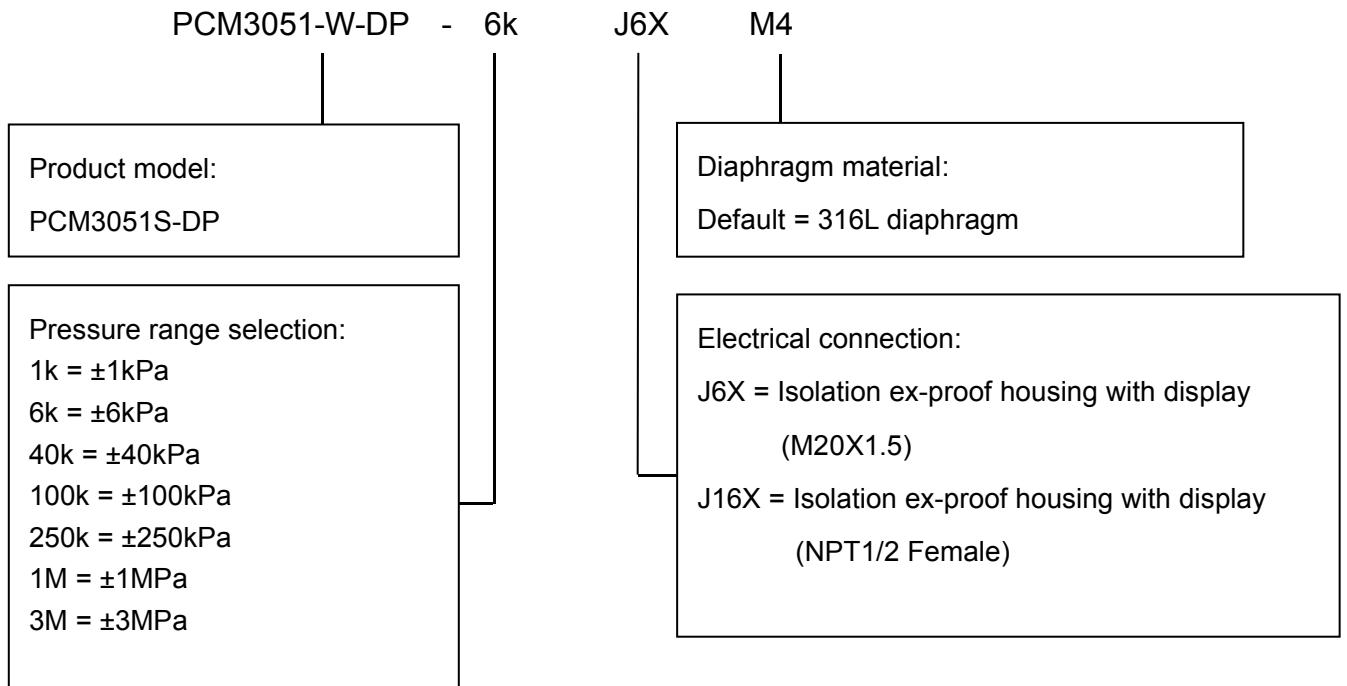 PCM3051-W-DP - 6k J6X M4
Product model:
PCM3051S-DP
Pressure range selection:
1k = ±1kPa
6k = ±6kPa
40k = ±40kPa
100k = ±100kPa
250k = ±250kPa
1M = ±1MPa
3M = ±3MPa
Diaphragm material:
Default = 316L diaphragm
Electrical connection:
J6X = Isolation ex-proof housing with display
(M20X1.5)
J16X = Isolation ex-proof housing with display
(NPT1/2 Female)